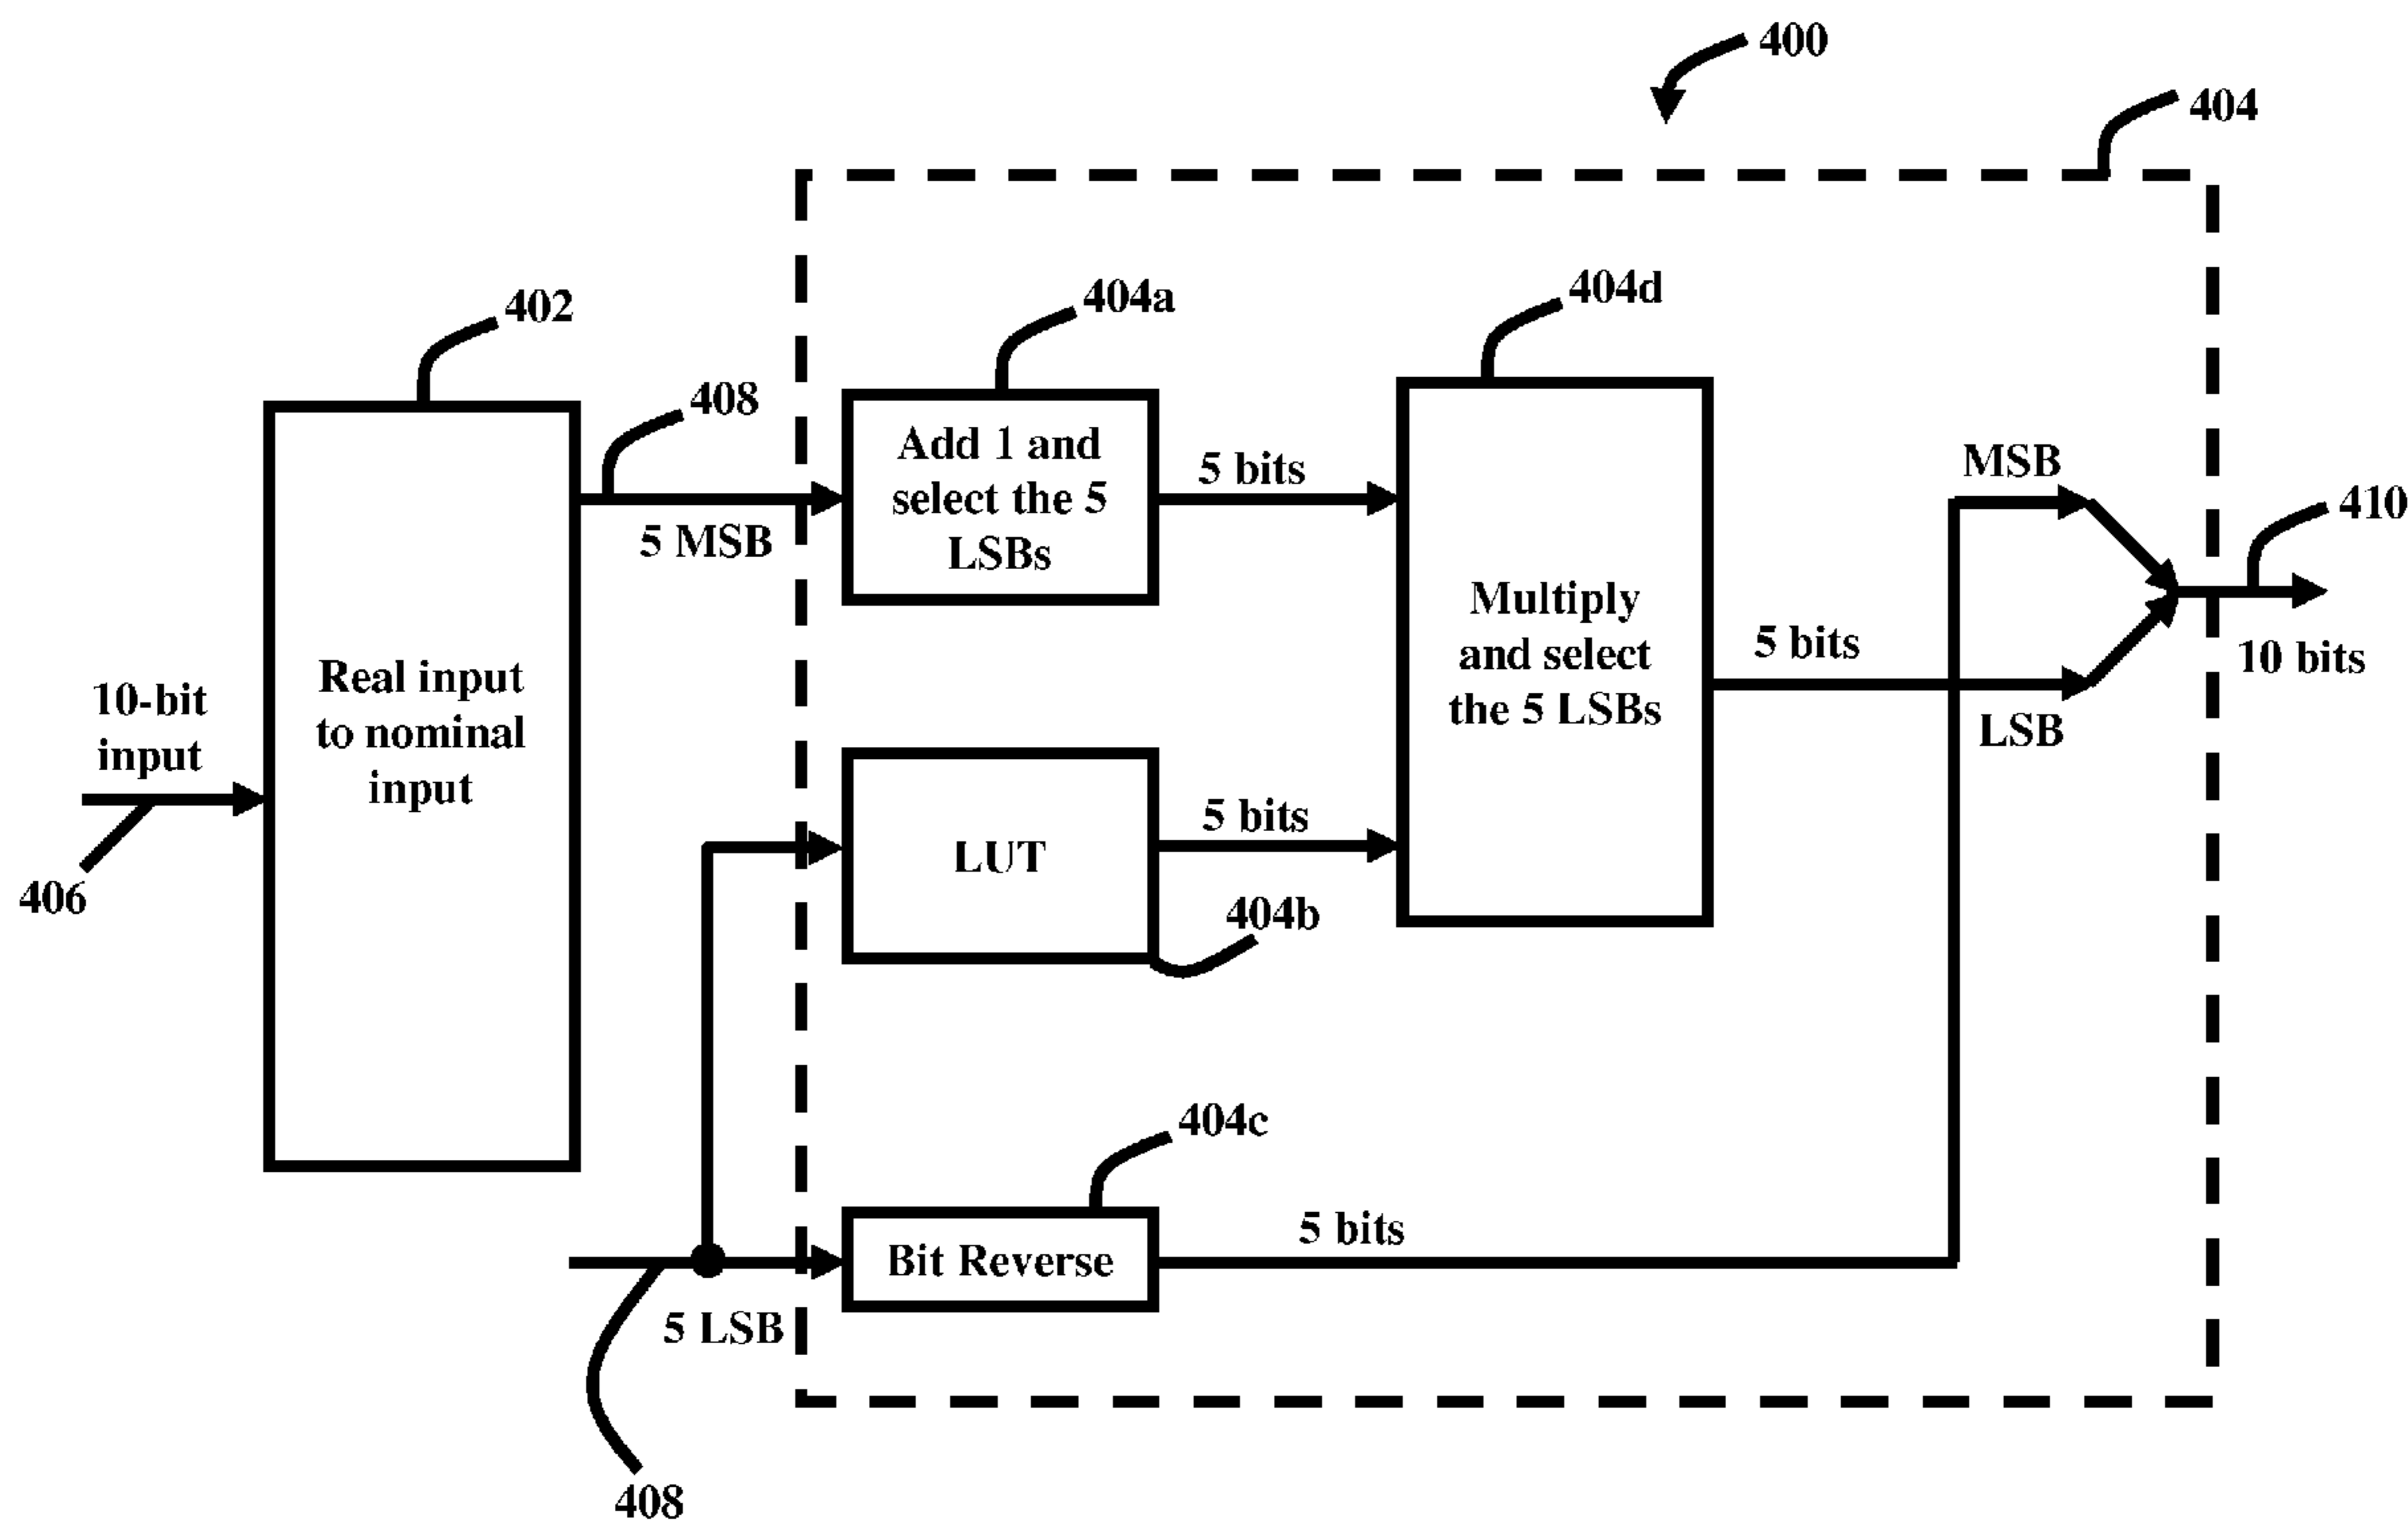 400
404
402
404a
404d
408
Add 1 and
select the 5
LSBs
5 bits
MSB
410
5 MSB
Multiply
and select
the 5 LSBs
5 bits
10 bits
LSB
Real input
to nominal
input
10-bit
input
406
LUT
5 bits
404b
404c
Bit Reverse
5 bits
5 LSB
408